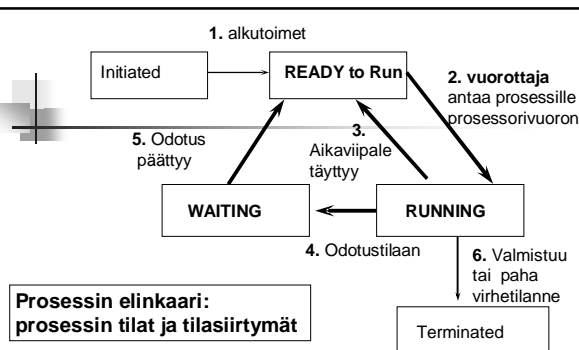 1. alkutoimet
Initiated
READY to Run
2. vuorottaja
antaa prosessille
prosessorivuoron
3.
Aikaviipale
täyttyy
5. Odotus
päättyy
WAITING
RUNNING
4. Odotustilaan
6. Valmistuu
tai paha
virhetilanne
Prosessin elinkaari:
prosessin tilat ja tilasiirtymät
Terminated